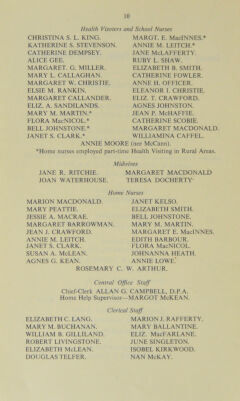 10
Health Visitors and School Nurses
CHRISTINA S. L. KING. MARGT. E. MacINNES.*
KATHERINE S. STEVENSON. ANNIE M. LEITCH.*
CATHERINE DEMPSEY. JANE McLAFFERTY.
ALICE GEE. RUBY L. SHAW.
MARGARET. G. MILLER. ELIZABETH B. SMITH.
MARY L. CALLAGHAN. CATHERINE FOWLER.
MARGARET W. CHRISTIE. ANNE B. OFFICER.
ELSIE M. RANKIN. ELEANOR I. CHRISTIE.
MARGARET CALLANDER. ELIZ. T. CRAWFORD.
ELIZ. A. SANDILANDS. AGNES JOHNSTON.
MARY M. MARTIN.* JEAN P. McHAFFIE.
FLORA MacNICOL.* CATHERINE SCOBIE.
BELL JOHNSTONE.* MARGARET MACDONALD.
JANET S. CLARK.* WILLIAMINA CAFFEL.
ANNIE MOORE (nee McCann).
*Home nurses employed part-time Health Visiting in Rural Areas.
Midwives
JANE R. RITCHIE. MARGARET MACDONALD
JOAN WATERHOUSE. TERESA DOCHERTY
Home Nurses
MARION MACDONALD. JANET KELSO.
MARY PEATTIE. ELIZABETH SMITH.
JESSIE A. MACRAE. BELL JOHNSTONE.
MARGARET BARROWMAN. MARY M. MARTIN.
JEAN J. CRAWFORD. MARGARET E. MacINNES.
ANNIE M. LEITCH. EDITH BARBOUR.
JANET S. CLARK. FLORA MacNICOL.
SUSAN A. McLEAN. JOHNANNA HEATH.
AGNES G. KEAN. ANNIE LOWE.
ROSEMARY C. W. ARTHUR.
Central Office Staff
Chief-Clerk ALLAN G. CAMPBELL, D.P.A.
Home Help Supervisor—MARGOT McKEAN.
Clerical Staff
ELIZABETH C. LANG. MARION J. RAFFERTY.
MARY M. BUCHANAN. MARY BALLANTINE.
WILLIAM B. GILLILAND. ELIZ. MacFARLANE.
ROBERT LIVINGSTONE. JUNE SINGLETON.
ELIZABETH McLEAN. ISOBEL KIRKWOOD.
DOUGLAS TELFER. NAN McKAY.